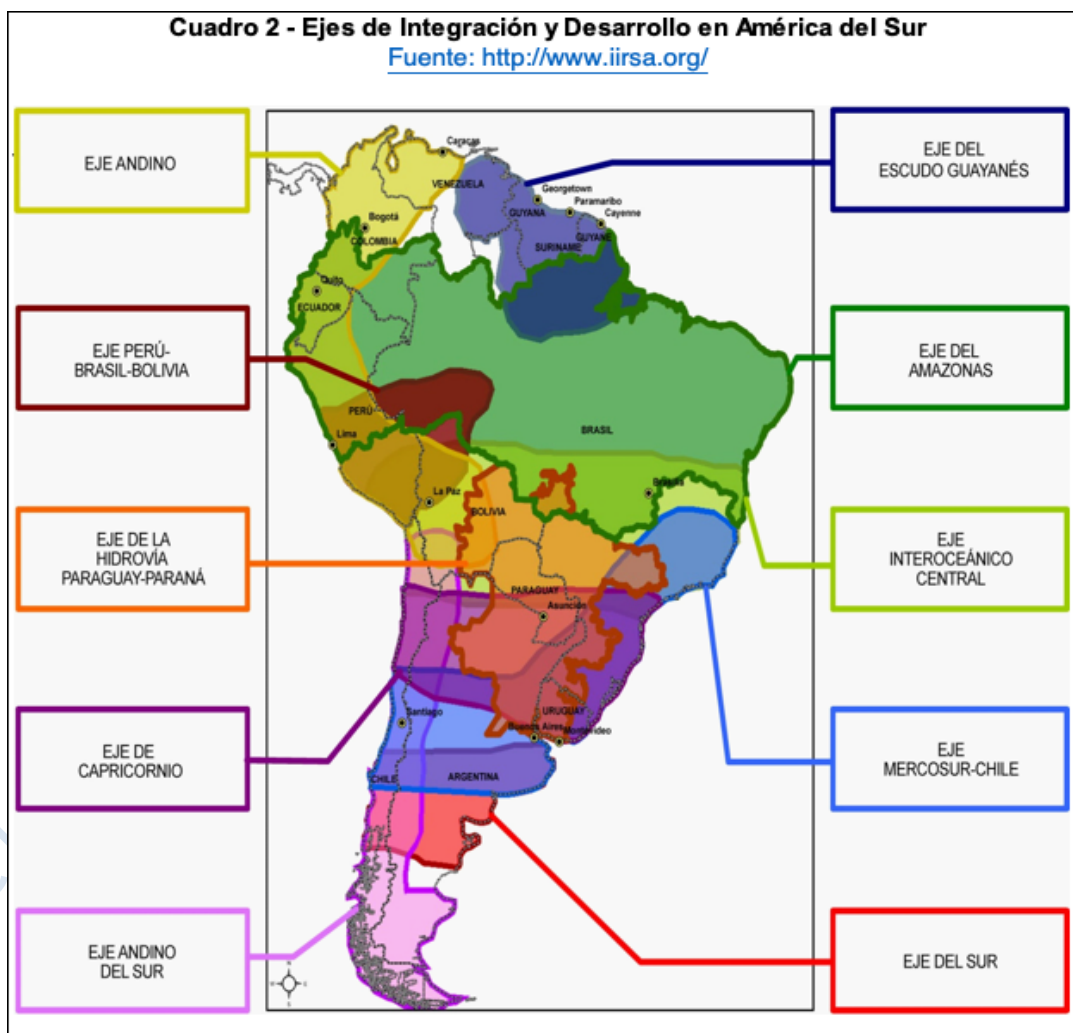 Cuadro 2 - Ejes de Integración y Desarrollo en América del Sur
Fuente: http://www.iirsa.org/
EJE ANDINO
EJE PERÚ-
BRASIL-BOLIVIA
EJE DE LA
HIDROVÍA
PARAGUAY-PARANÁ
EJE DE
CAPRICORNIO
EJE ANDINO
DEL SUR
Caracas
VENEZUELA
Georgetown
GUYANA
Paramaribo
Cayenne
SURINAME
GUYANE
Bogotá
COLOMBIA
Quito
ECUADOR
PERÚ
Lima
BRASIL
La Paz
BOLIVIA
Brasilia
PARAGUAY
Asunción
Santiago
URUGUAY
Buenos Aires
Montevideo
CHILE
ARGENTINA
N
S
EJE DEL
ESCUDO GUAYANÉS
EJE DEL
AMAZONAS
EJE
INTEROCEÁNICO
CENTRAL
EJE
MERCOSUR-CHILE
EJE DEL SUR